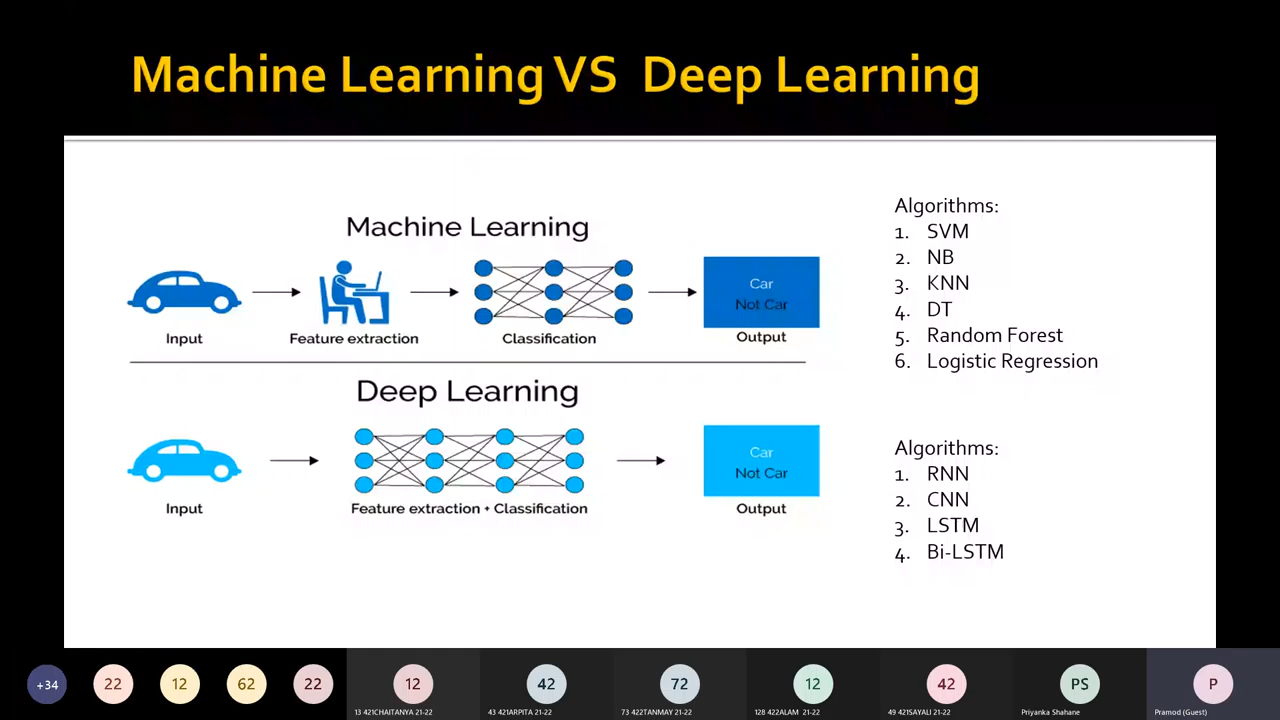 Machine Learning VS Deep Learning
Machine Learning
Input
Feature extraction
Classification
Car
Not Car
Output
Deep Learning
Input
Feature extraction + Classification
Car
Not Car
Output
Algorithms:
1. SVM
2. NB
3. KNN
4. DT
5. Random Forest
6. Logistic Regression
Algorithms:
1. RNN
2. CNN
3. LSTM
4. Bi-LSTM
+34
22
12
62
22
12
42
72
12
42
PS
P
13 421CHAITANYA 21-22
43 421ARPITA 21-22
73 422TANMAY 21-22
128 422ALAM 21-22
49 421SAYALI 21-22
Priyanka Shahane
Pramod (Guest)